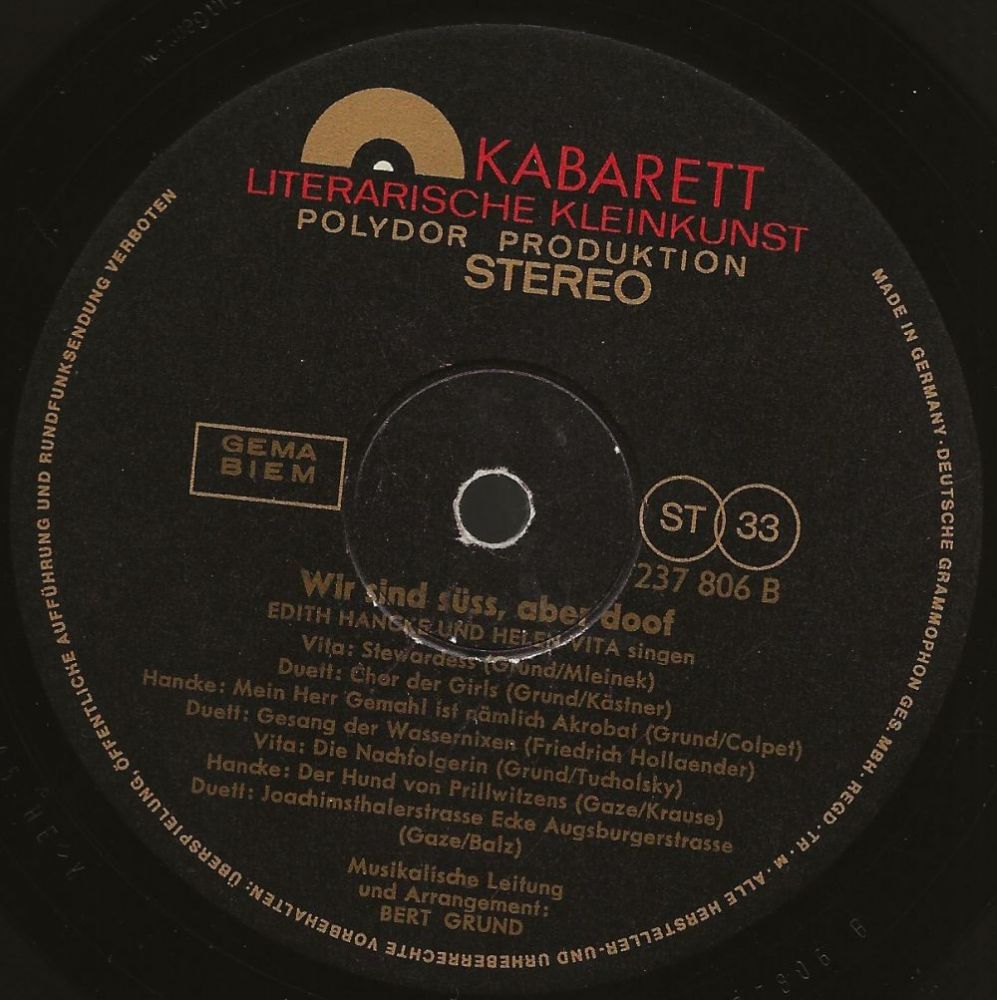 KABARETT
LITERARISCHE KLEINKUNST
POLYDOR PRODUKTION
STEREO
GEMA
BIEM
ST 33
237 806 B
Wir sind süss, aber doof
EDITH HANCKE UND HELEN VITA singen
Vita: Stewardess (Grund/Mleinek)
Duett: Chor der Girls (Grund/Kästner)
Hancke: Mein Herr Gemahl ist nämlich Akrobat (Grund/Colpet)
Duett: Gesang der Wassernixen (Friedrich Hollaender)
Vita: Die Nachfolgerin (Grund/Tucholsky)
Hancke: Der Hund von Prillwitzens (Gaze/Krause)
Duett: Joachimsthalerstrasse Ecke Augsburgerstrasse
(Gaze/Balz)
Musikalische Leitung
und Arrangement:
BERT GRUND
MADE IN GERMANY · DEUTSCHE GRAMMOPHON GES. MBH · REGD · TR · M · ALLE HERSTELLER- UND URHEBERRECHTE VORBEHALTEN: ÜBERSPIELUNG, ÖFFENTLICHE AUFFÜHRUNG UND RUNDFUNKSENDUNG VERBOTEN